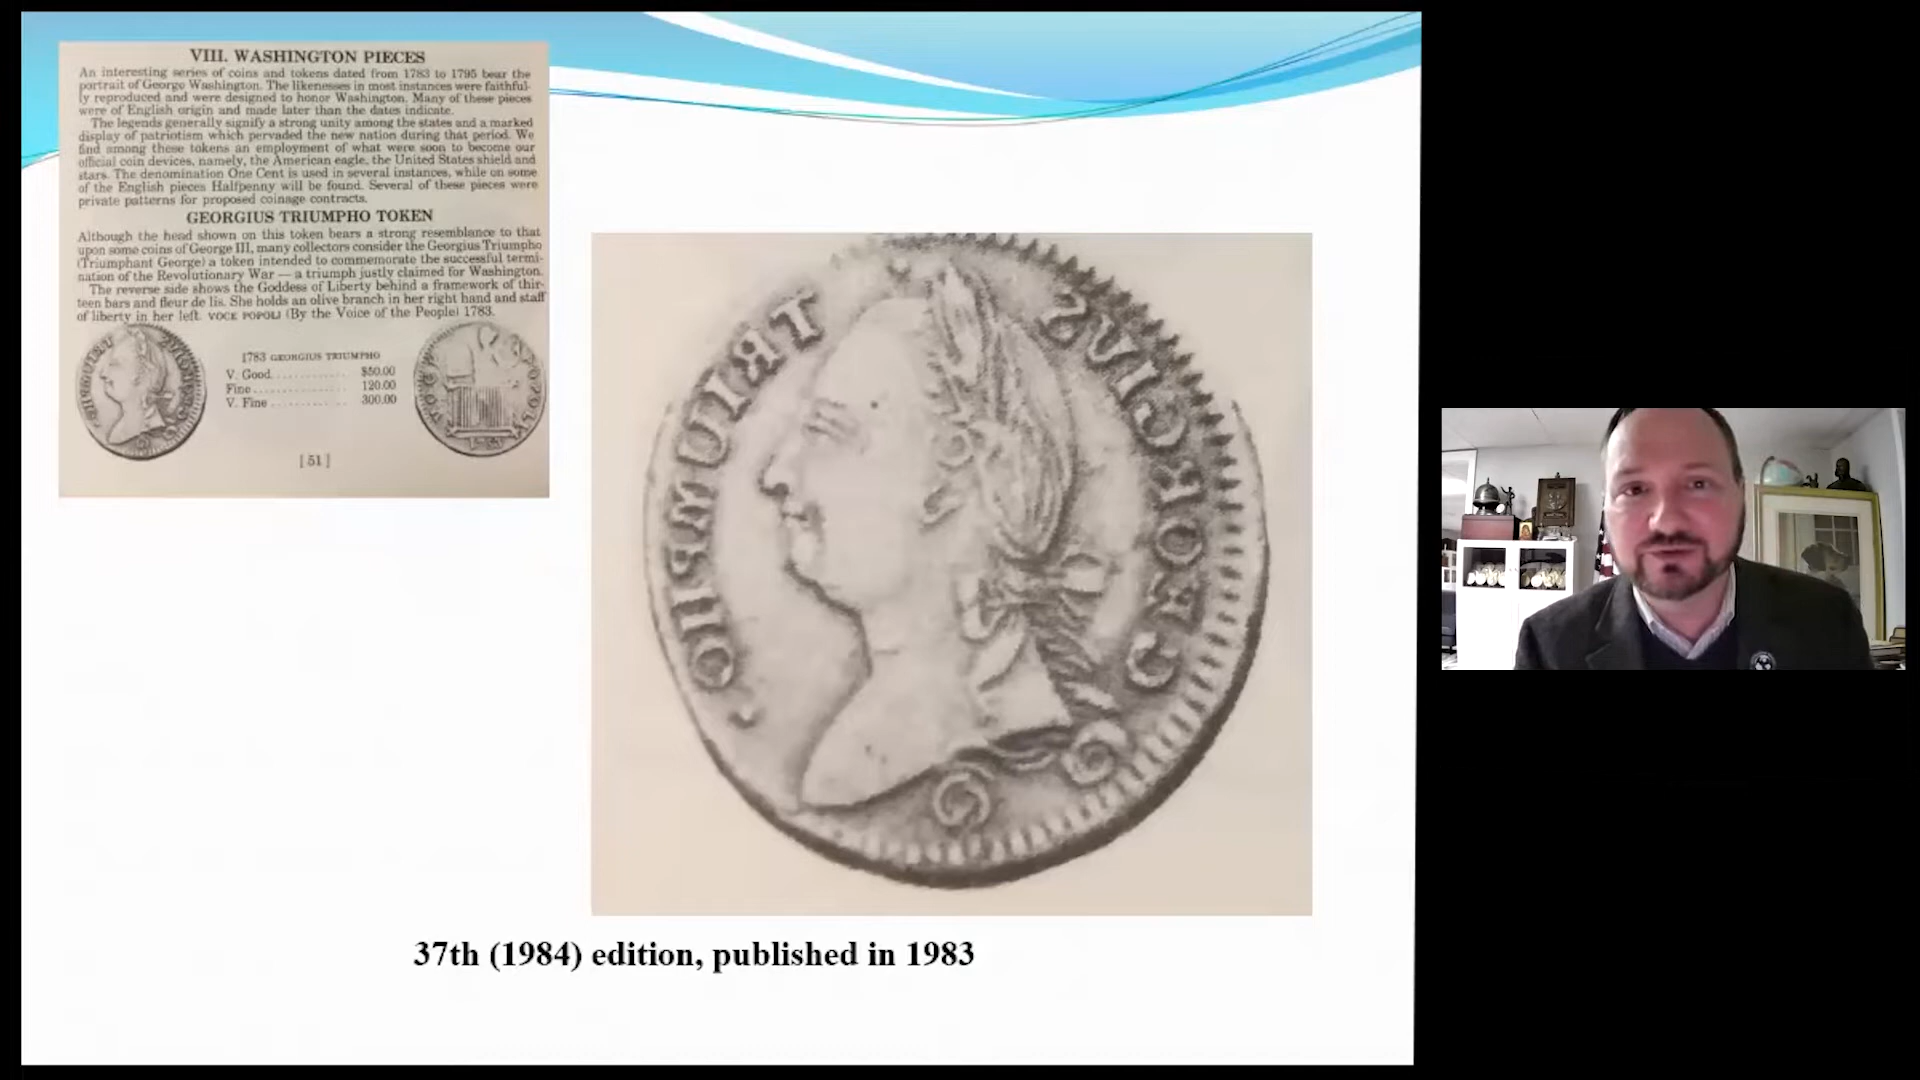 VIII. WASHINGTON PIECES
An interesting series of coins and tokens dated from 1783 to 1795 bear the
portrait of George Washington. The likenesses in most instances were faithful-
ly reproduced and were designed to honor Washington. Many of these pieces
were of English origin and made later than the dates indicate.
The legends generally signify a strong unity among the states and a marked
display of patriotism which pervaded the new nation during that period. We
find among these tokens an employment of what were soon to become our
official coin devices, namely, the American eagle, the United States shield and
stars. The denomination One Cent is used in several instances, while on some
of the English pieces Halfpenny will be found. Several of these pieces were
private patterns for proposed coinage contracts.
GEORGIUS TRIUMPHO TOKEN
Although the head shown on this token bears a strong resemblance to that
upon some coins of George III, many collectors consider the Georgius Triumpho
(Triumphant George) a token intended to commemorate the successful termi-
nation of the Revolutionary War — a triumph justly claimed for Washington.
The reverse side shows the Goddess of Liberty behind a framework of thir-
teen bars and fleur de lis. She holds an olive branch in her right hand and staff
of liberty in her left. VOCE POPOLI (By the Voice of the People) 1783.
1783 GEORGIUS TRIUMPHO
V. Good............ $50.00
Fine.............. 120.00
V. Fine ........... 300.00
VOCE POPOLI
1783
[ 51 ]
GEORGIVS TRIUMPHO.
37th (1984) edition, published in 1983